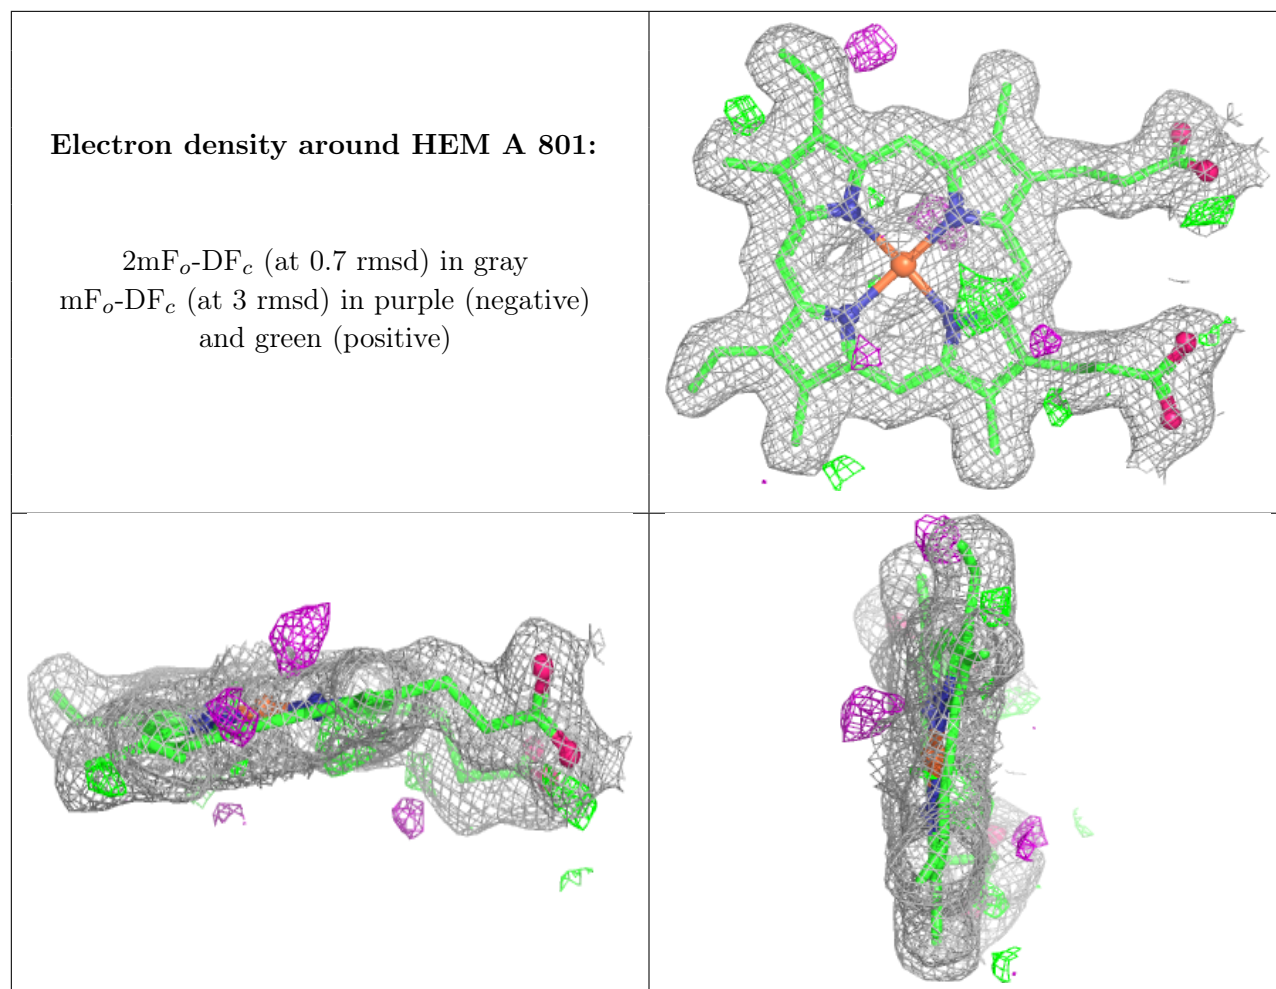 Electron density around HEM A 801:
2mFo-DFc (at 0.7 rmsd) in gray
mFo-DFc (at 3 rmsd) in purple (negative)
and green (positive)